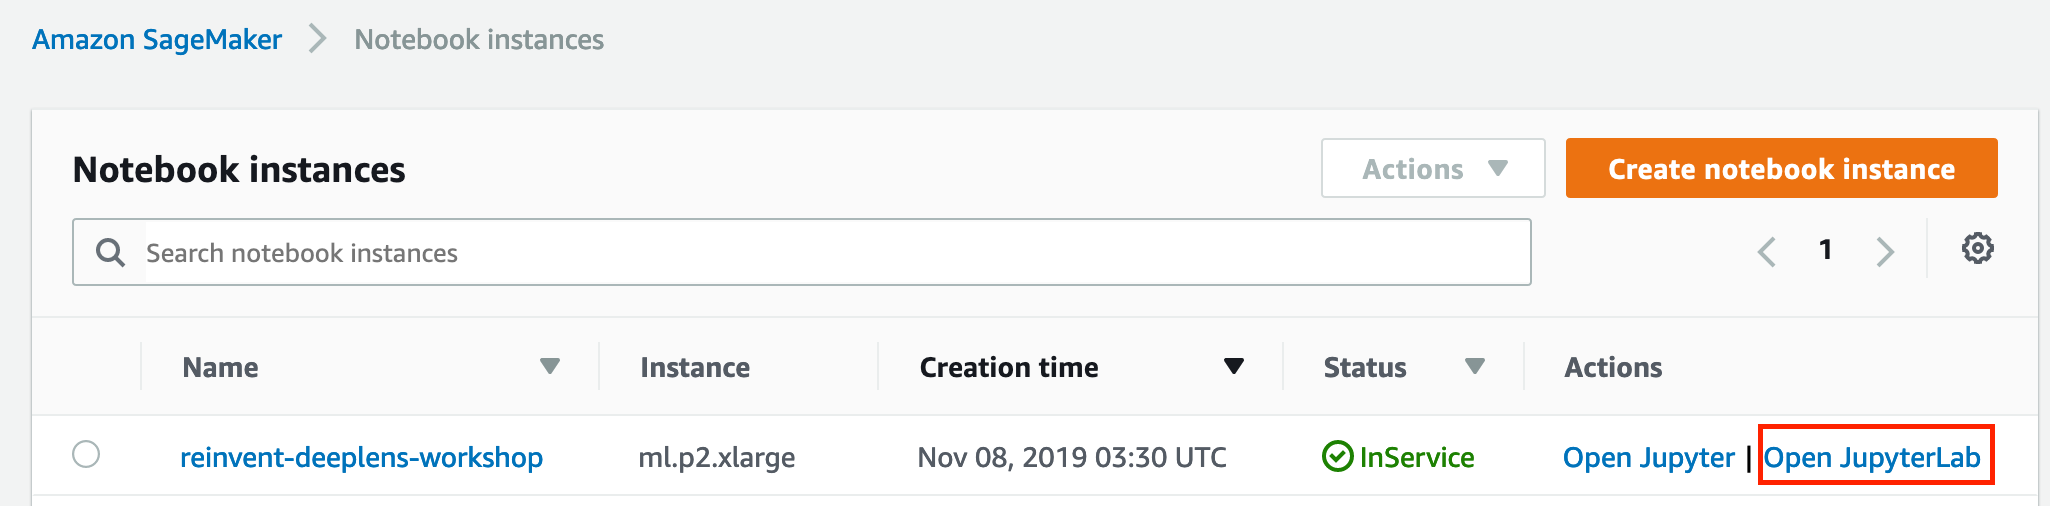 Amazon SageMaker > Notebook instances
Notebook instances
Actions
Create notebook instance
Search notebook instances
1
Name Instance Creation time Status Actions
reinvent-deeplens-workshop ml.p2.xlarge Nov 08, 2019 03:30 UTC InService Open Jupyter | Open JupyterLab